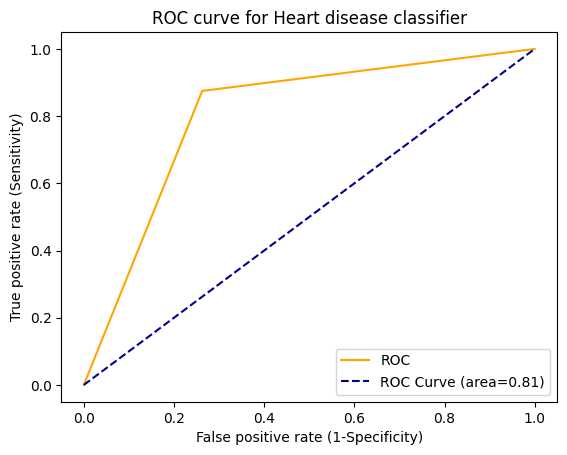 ROC curve for Heart disease classifier
True positive rate (Sensitivity)
1.0
0.8
0.6
0.4
0.2
0.0
ROC
ROC Curve (area=0.81)
0.0 0.2 0.4 0.6 0.8 1.0
False positive rate (1-Specificity)